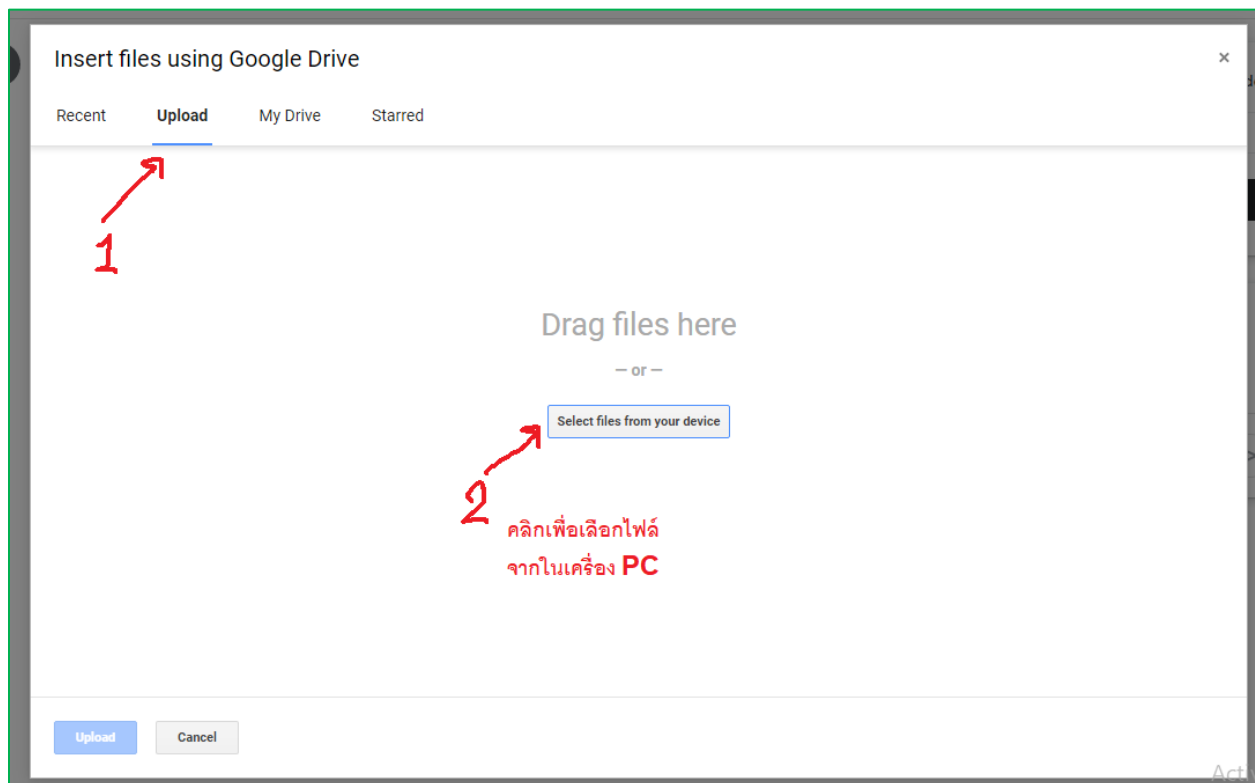 Insert files using Google Drive
×
Recent Upload My Drive Starred
1
Drag files here
— or —
Select files from your device
2
คลิกเพื่อเลือกไฟล์
จากในเครื่อง PC
Upload Cancel